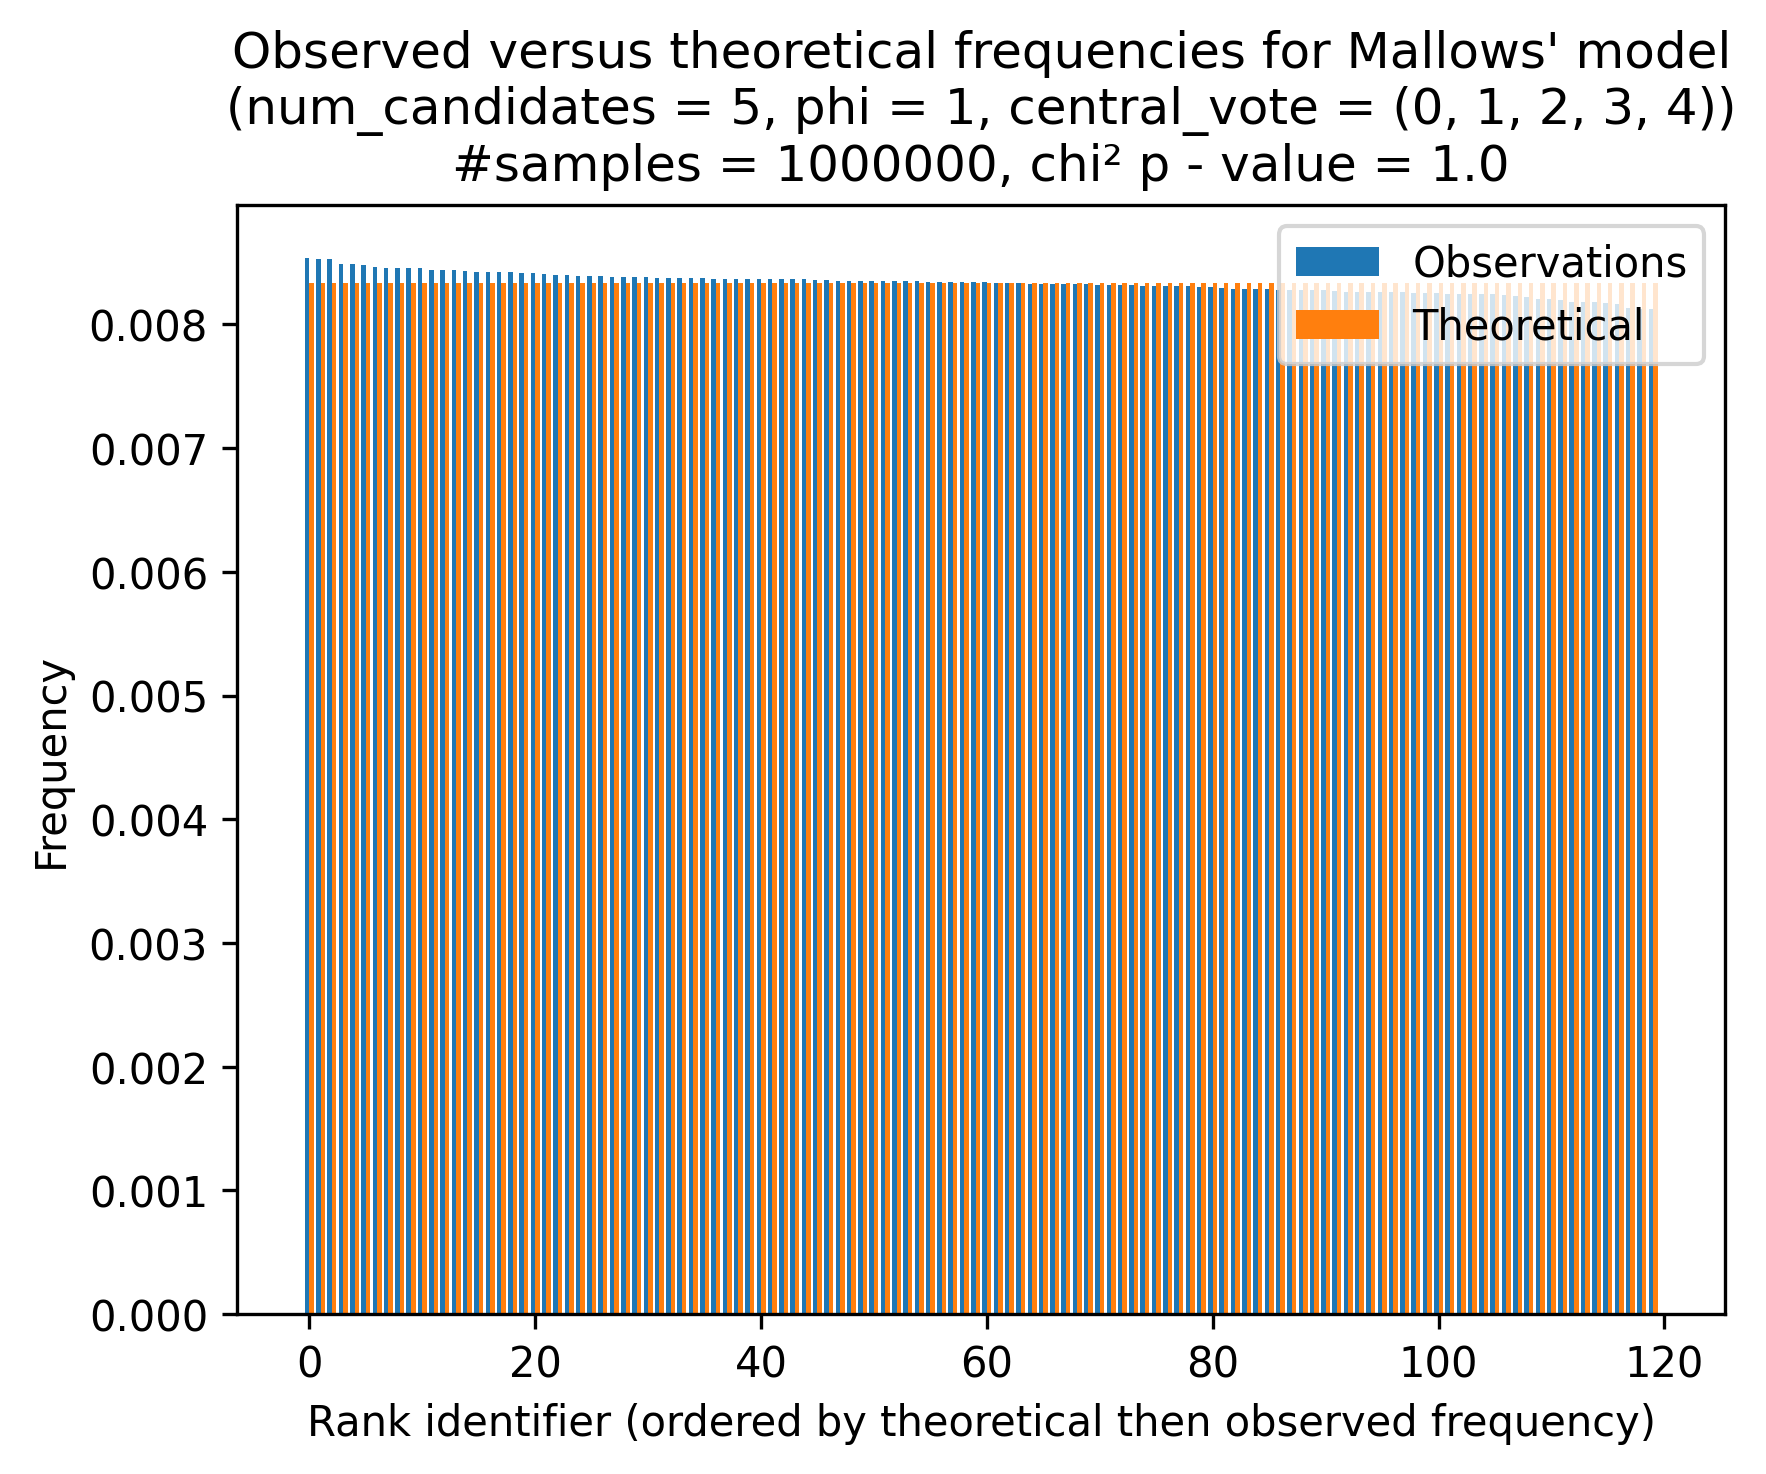 Observed versus theoretical frequencies for Mallows' model
(num_candidates = 5, phi = 1, central_vote = (0, 1, 2, 3, 4))
#samples = 1000000, chi² p - value = 1.0
Observations
Theoretical
0.008
0.007
0.006
0.005
0.004
0.003
0.002
0.001
0.000
Frequency
0 20 40 60 80 100 120
Rank identifier (ordered by theoretical then observed frequency)